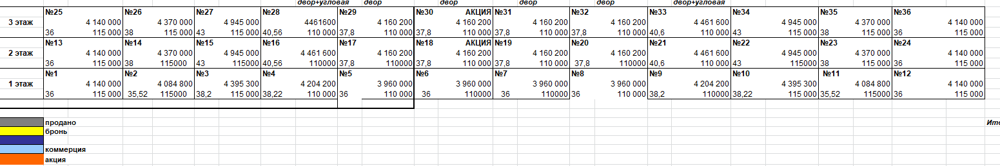 двор+угловая двор двор двор двор двор+угловая
№25 №26 №27 №28 №29 №30 АКЦИЯ №31 №32 №33 №34 №35 №36
3 этаж 4 140 000 4 370 000 4 945 000 4461600 4 160 200 4 160 200 4 160 200 4 160 200 4 461 600 4 945 000 4 370 000 4 140 000
36 115 000 38 115 000 43 115 000 40,56 110 000 37,8 110 000 37,8 110 000 37,8 110 000 37,8 110 000 40,6 110 000 43 115 000 38 115 000 36 115 000
№13 №14 №15 №16 №17 №18 АКЦИЯ №19 №20 №21 №22 №23 №24
2 этаж 4 140 000 4 370 000 4 945 000 4 461 600 4 160 200 4 160 200 4 160 200 4 160 200 4 461 600 4 945 000 4 370 000 4 140 000
36 115 000 38 115000 43 115000 40,56 110000 37,8 110000 37,8 110 000 37,8 110 000 37,8 110000 40,6 110 000 43 115000 38 115 000 36 115 000
№1 №2 №3 №4 №5 №6 №7 №8 №9 №10 №11 №12
1 этаж 4 140 000 4 084 800 4 395 300 4 204 200 3 960 000 3 960 000 3 960 000 3 960 000 4 204 200 4 395 300 4 084 800 4 140 000
36 115 000 35,52 115000 38,2 115 000 38,22 110 000 36 110 000 36 110000 36 110000 36 110 000 38,2 110000 38,22 115 000 35,52 115000 36 115 000
продано
бронь
коммерция
акция